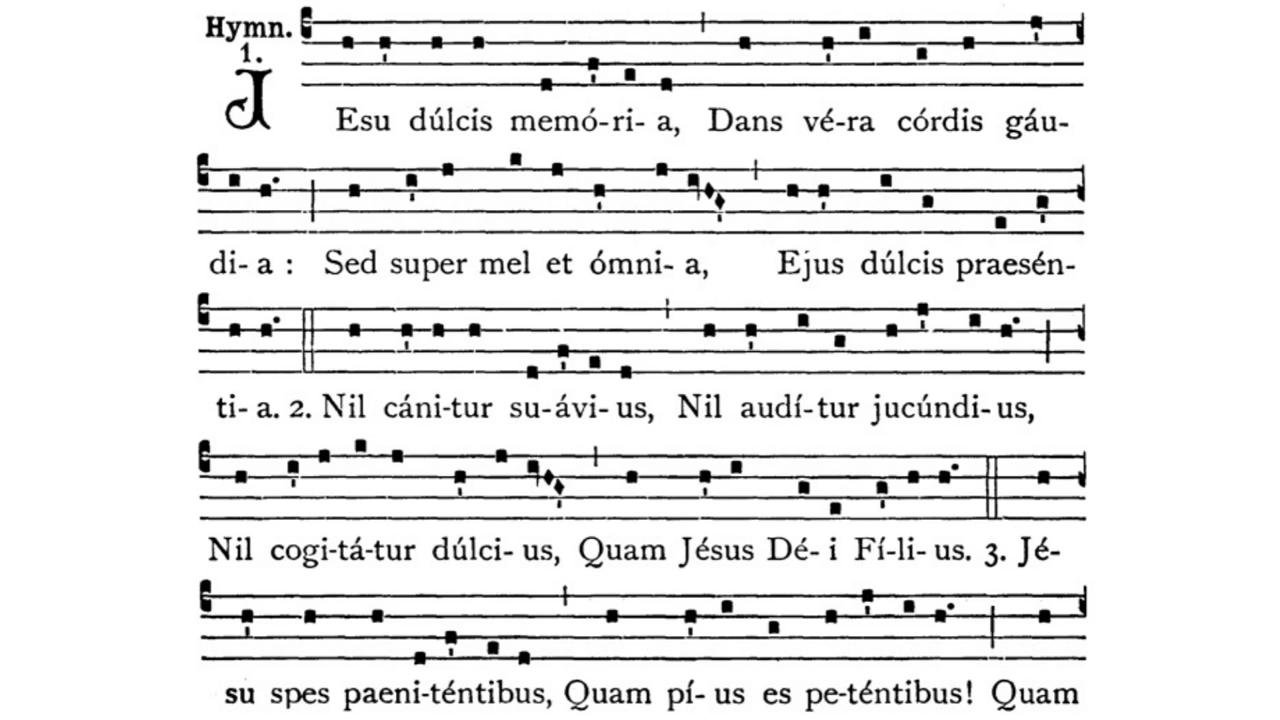 Hymn.
1.
J
Esu dúlcis memó-ri- a, Dans vé-ra córdis gáu-
di- a : Sed super mel et ómni- a, Ejus dúlcis praesén-
ti- a. 2. Nil cáni-tur su-ávi- us, Nil audí-tur jucúndi- us,
Nil cogi-tá-tur dúlci- us, Quam Jésus Dé- i Fí-li- us. 3. Jé-
su spes paeni-téntibus, Quam pí- us es pe-téntibus! Quam